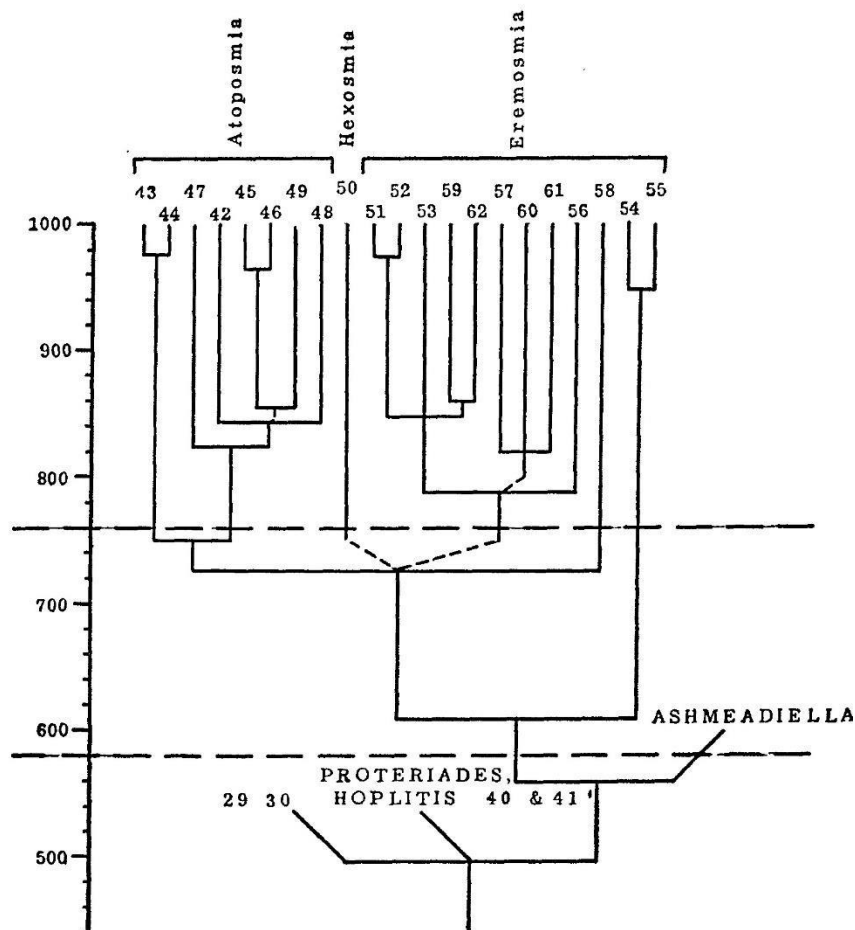 Atoposmia
Hexosmia
Eremosmia
43 47 45 49 50 52 59 57 61 58 55
44 42 46 48 51 53 62 60 56 54
1000
900
800
700
600
ASHMEADIELLA
PROTERIADES,
29 30 HOPLITIS 40 & 41
500